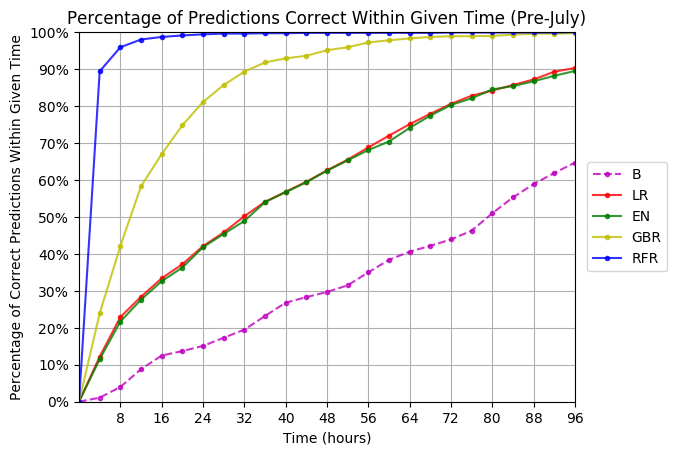 Percentage of Predictions Correct Within Given Time (Pre-July)
Percentage of Correct Predictions Within Given Time
100%
90%
80%
70%
60%
50%
40%
30%
20%
10%
0%
8 16 24 32 40 48 56 64 72 80 88 96
Time (hours)
B
LR
EN
GBR
RFR